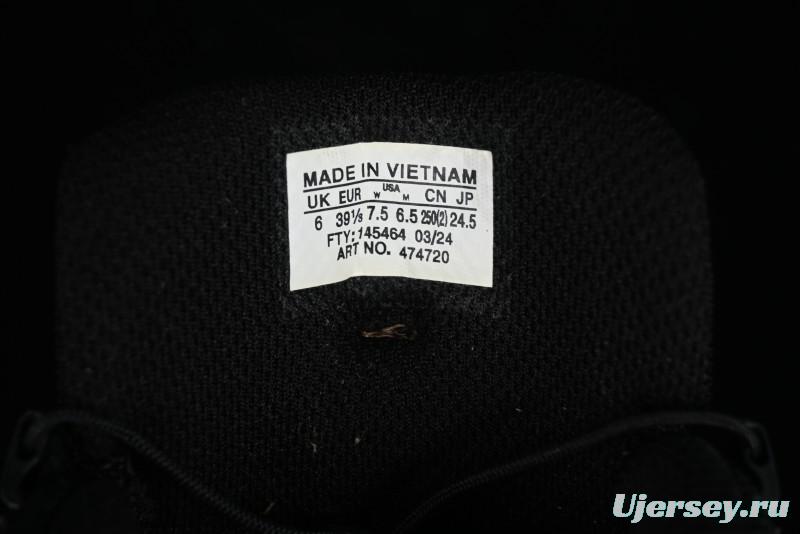 MADE IN VIETNAM
UK EUR W USA M CN JP
6 39⅓ 7.5 6.5 250(2) 24.5
FTY: 145464 03/24
ART NO. 474720
Ujersey.ru